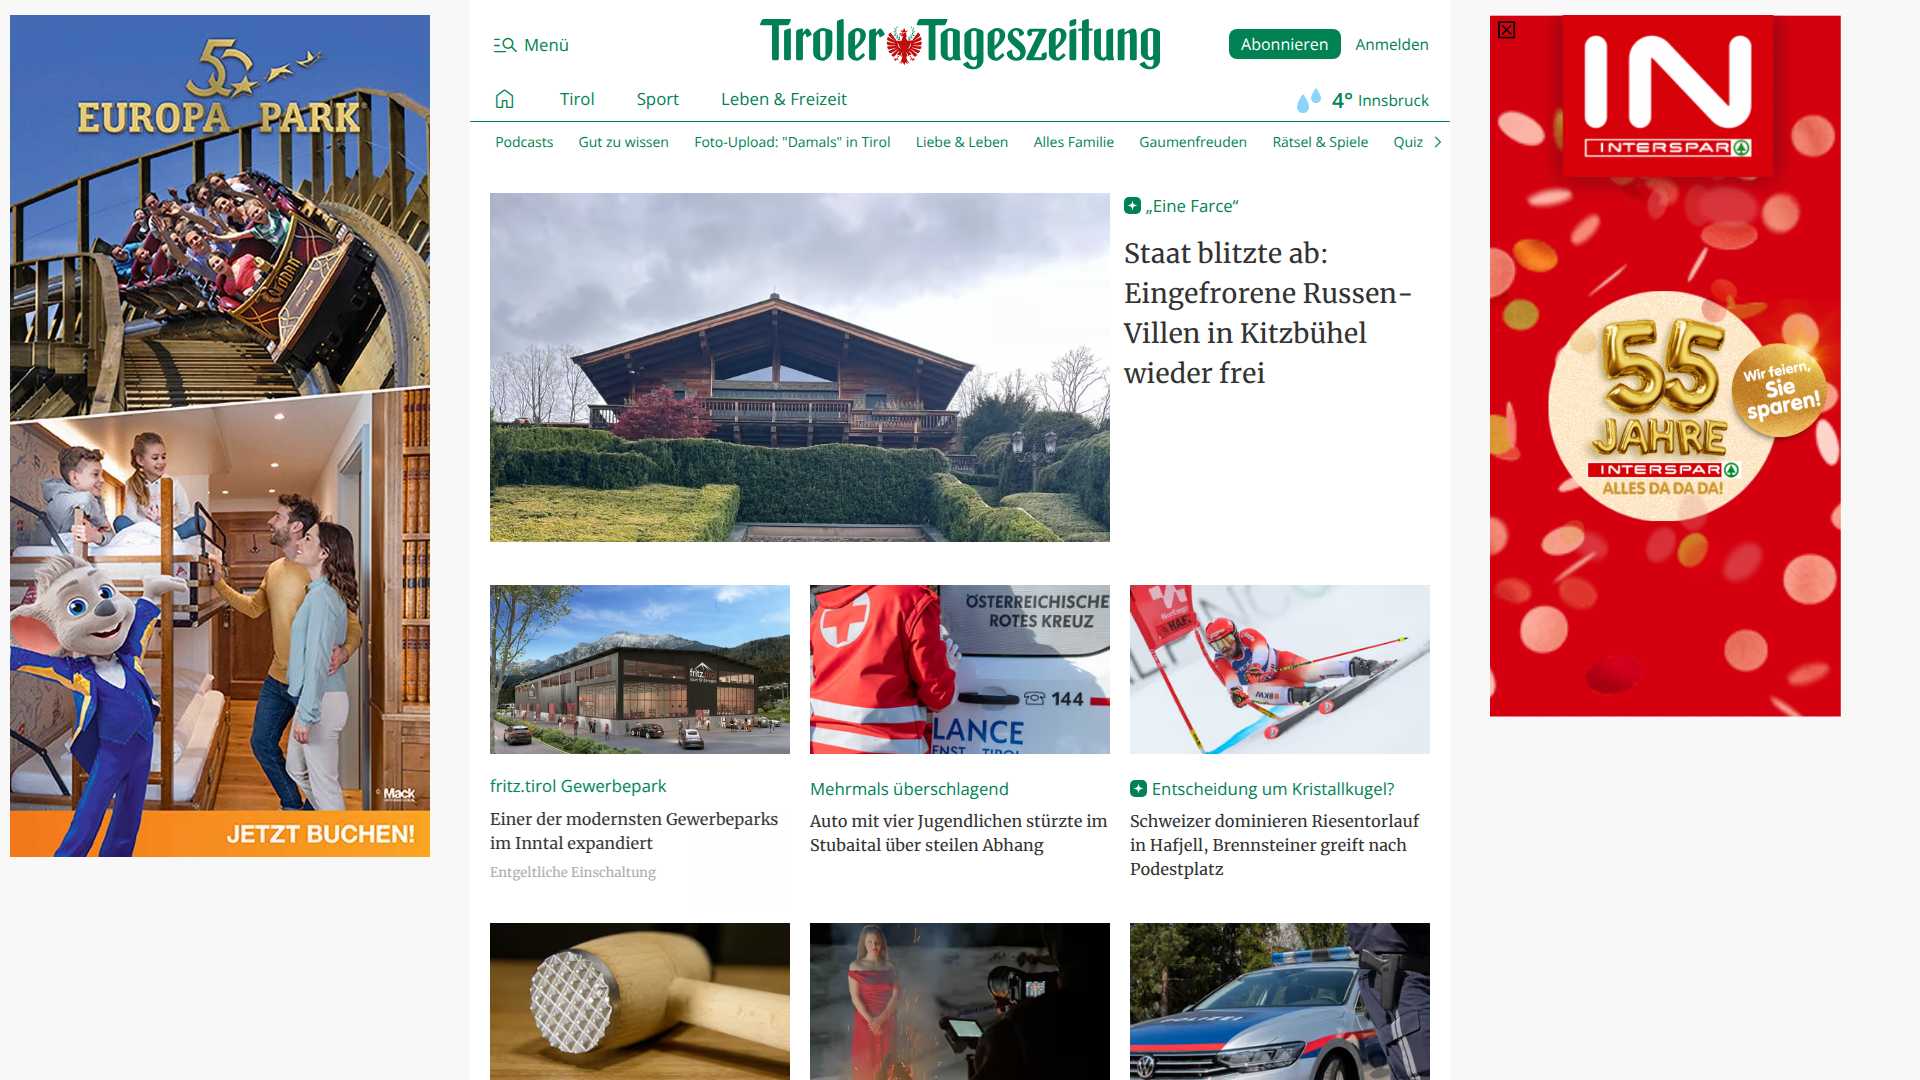 50
EUROPA PARK
WODAN
© Mack
JETZT BUCHEN!
Menü
Tiroler Tageszeitung
Abonnieren
Anmelden
Tirol
Sport
Leben & Freizeit
4° Innsbruck
Podcasts
Gut zu wissen
Foto-Upload: "Damals" in Tirol
Liebe & Leben
Alles Familie
Gaumenfreuden
Rätsel & Spiele
Quiz
„Eine Farce“
Staat blitzte ab:
Eingefrorene Russen-
Villen in Kitzbühel
wieder frei
fritz.tirol
ÖSTERREICHISCHE
ROTES KREUZ
144
LANCE
fritz.tirol Gewerbepark
Einer der modernsten Gewerbeparks
im Inntal expandiert
Entgeltliche Einschaltung
Mehrmals überschlagend
Auto mit vier Jugendlichen stürzte im
Stubaital über steilen Abhang
Entscheidung um Kristallkugel?
Schweizer dominieren Riesentorlauf
in Hafjell, Brennsteiner greift nach
Podestplatz
POLIZEI
IN
INTERSPAR
55
JAHRE
INTERSPAR
ALLES DA DA DA!
Wir feiern,
Sie
sparen!